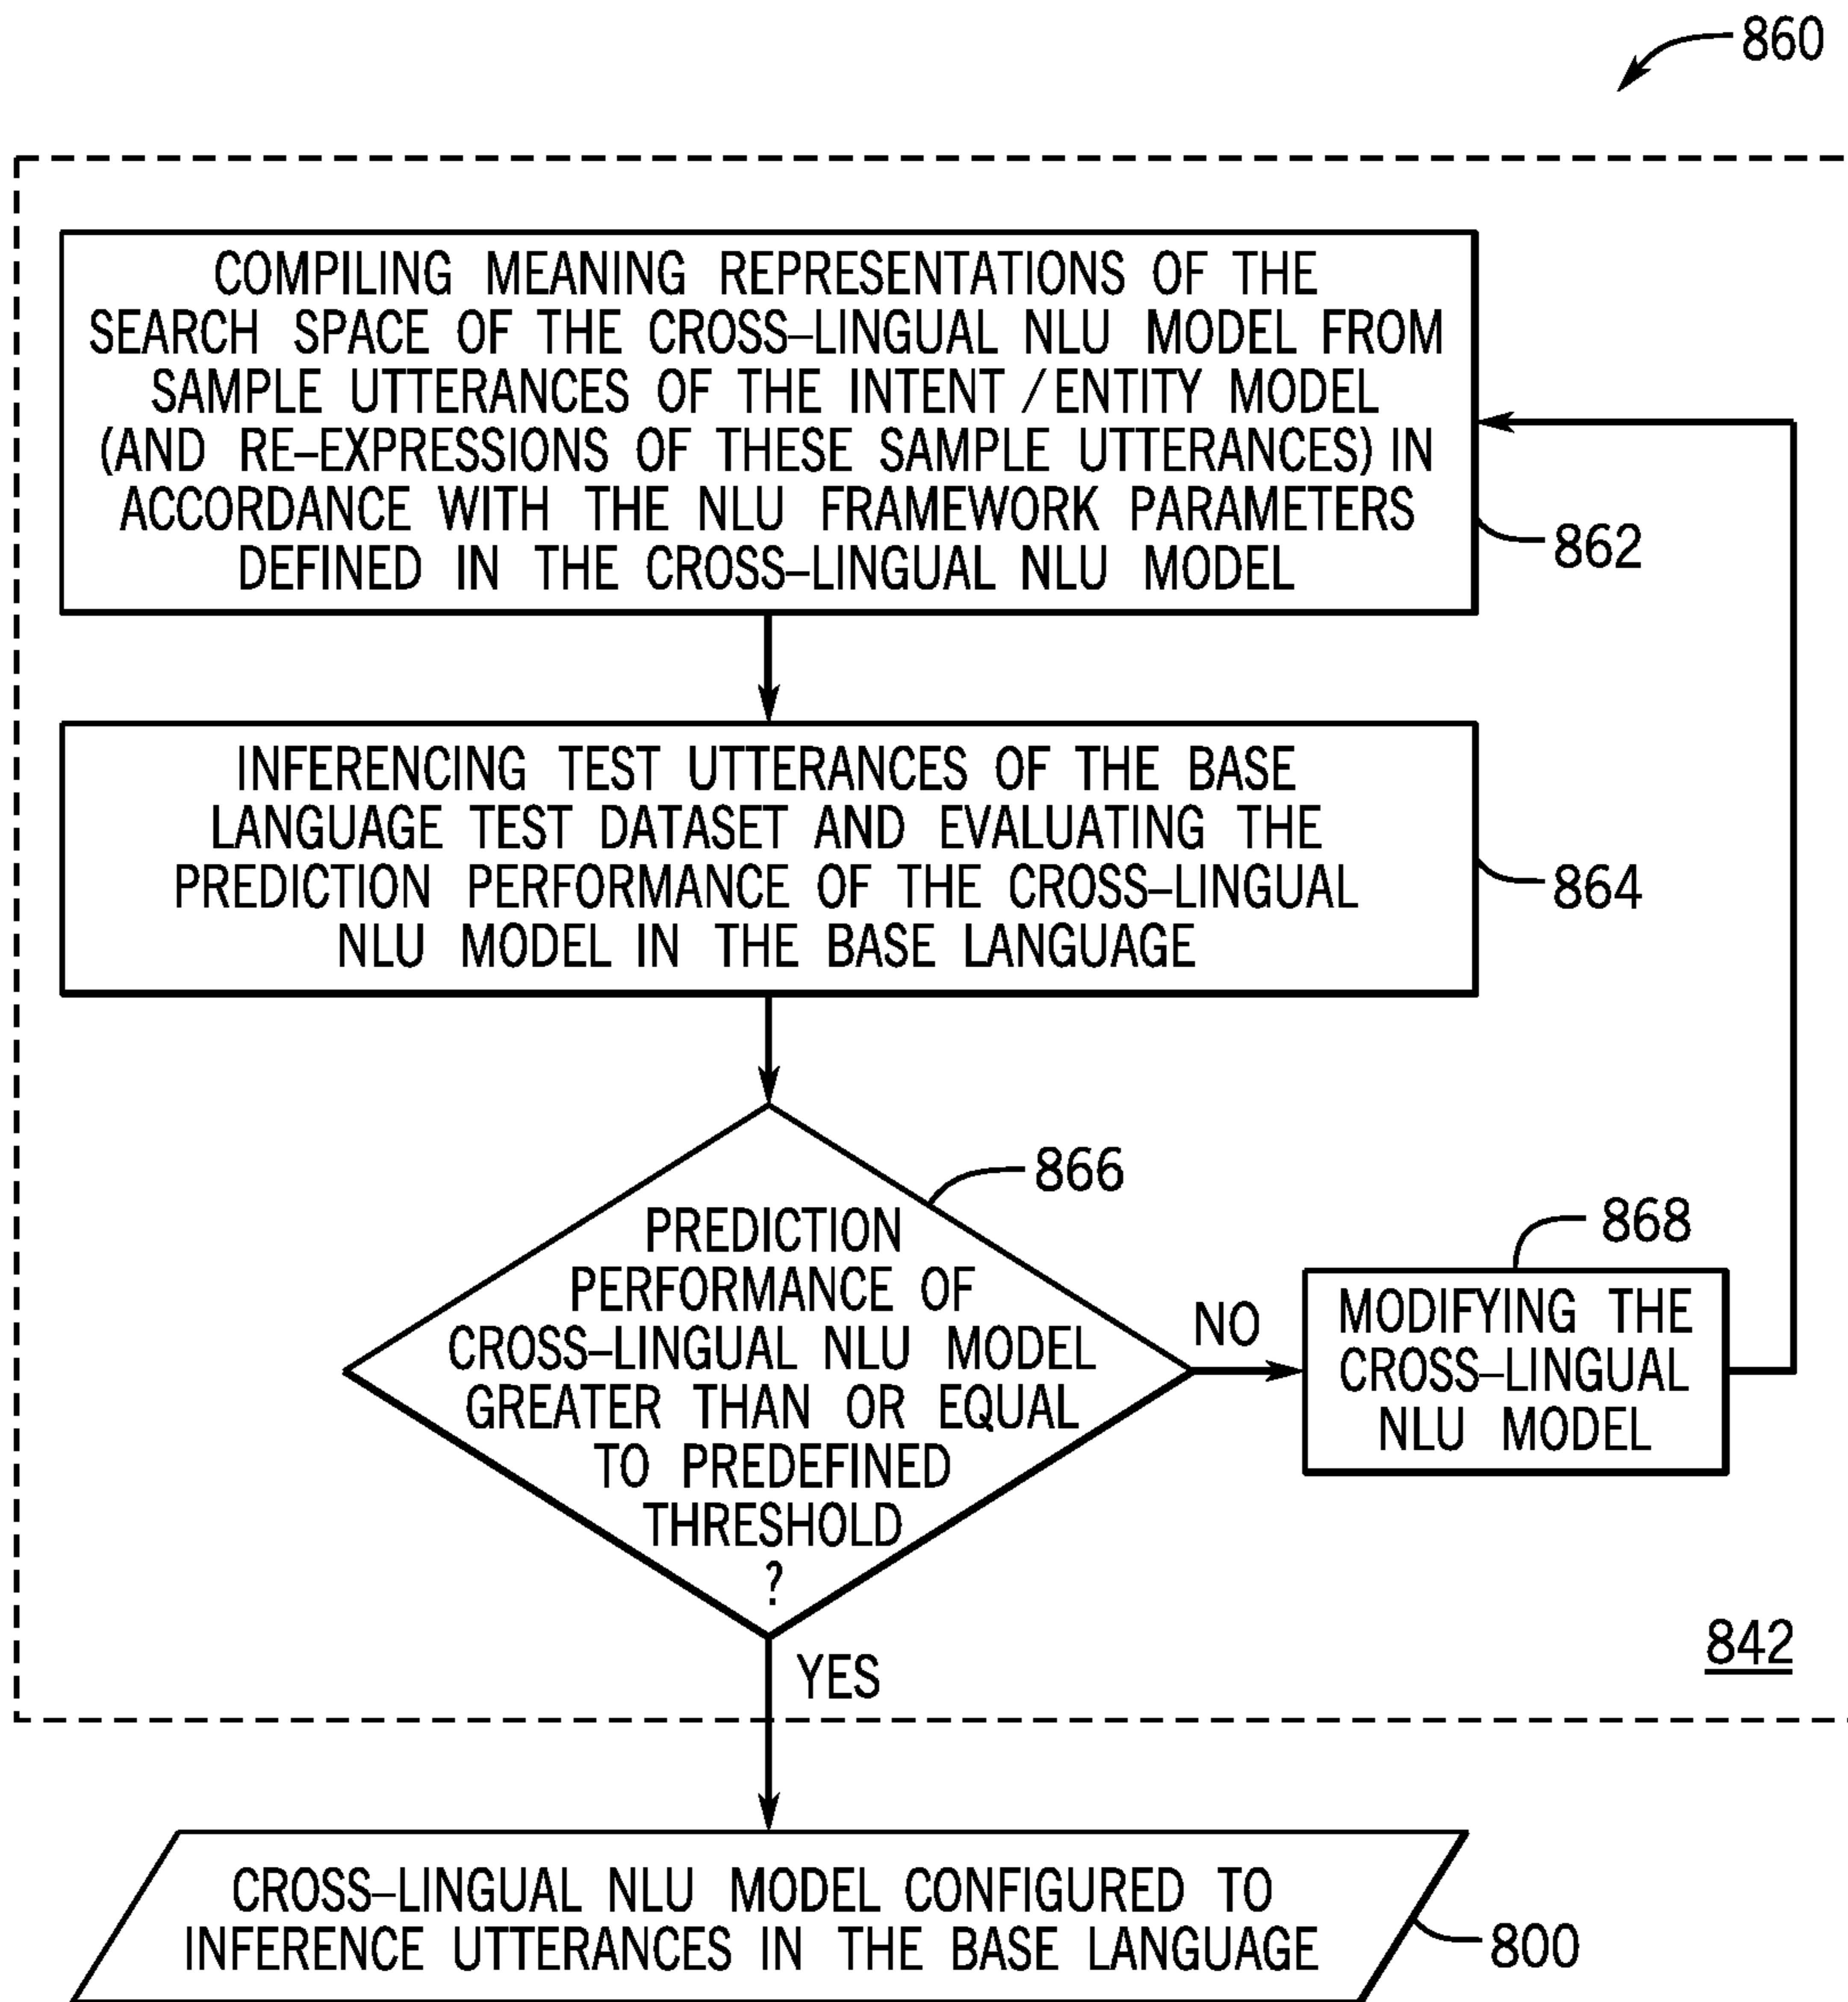 860
COMPILING MEANING REPRESENTATIONS OF THE
SEARCH SPACE OF THE CROSS-LINGUAL NLU MODEL FROM
SAMPLE UTTERANCES OF THE INTENT/ENTITY MODEL
(AND RE-EXPRESSIONS OF THESE SAMPLE UTTERANCES) IN
ACCORDANCE WITH THE NLU FRAMEWORK PARAMETERS
DEFINED IN THE CROSS-LINGUAL NLU MODEL
862
INFERENCING TEST UTTERANCES OF THE BASE
LANGUAGE TEST DATASET AND EVALUATING THE
PREDICTION PERFORMANCE OF THE CROSS-LINGUAL
NLU MODEL IN THE BASE LANGUAGE
864
866
PREDICTION
PERFORMANCE OF
CROSS-LINGUAL NLU MODEL
GREATER THAN OR EQUAL
TO PREDEFINED
THRESHOLD
?
NO
868
MODIFYING THE
CROSS-LINGUAL
NLU MODEL
842
YES
CROSS-LINGUAL NLU MODEL CONFIGURED TO
INFERENCE UTTERANCES IN THE BASE LANGUAGE
800